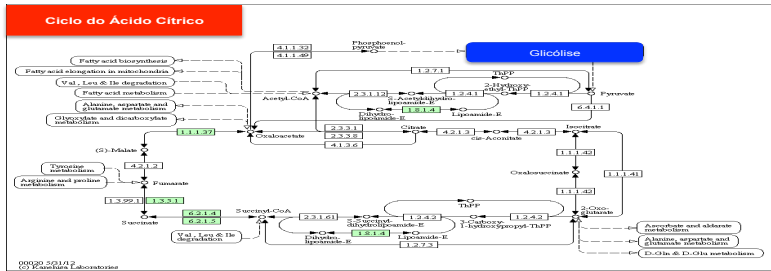 Ciclo do Ácido Cítrico
Glicólise
Phosphoenol-
pyruvate
4.1.1.32
4.1.1.49
Fatty acid biosynthesis
Fatty acid elongation in mitochondria
Val, Leu & Ile degradation
Fatty acid metabolism
Alanine, aspartate and
glutamate metabolism
Glyoxylate and dicarboxylate
metabolism
1.2.7.1
ThPP
Acetyl-CoA
2.3.1.12
S-Acetyldihydro-
lipoamide-E
1.2.4.1
2-Hydroxy-
ethyl-ThPP
1.2.4.1
Pyruvate
Dihydro-
lipoamide-E
1.8.1.4
Lipoamide-E
6.4.1.1
1.1.1.37
Oxaloacetate
2.3.3.1
2.3.3.8
4.1.3.6
Citrate
4.2.1.3
cis-Aconitate
4.2.1.3
Isocitrate
(S)-Malate
4.2.1.2
1.1.1.42
Oxalosuccinate
1.1.1.41
1.1.1.42
Tyrosine
metabolism
Arginine and proline
metabolism
Fumarate
1.3.99.1
1.3.5.1
Succinate
6.2.1.4
6.2.1.5
Succinyl-CoA
2.3.1.61
S-Succinyl-
dihydrolipoamide-E
1.2.4.2
ThPP
3-Carboxy-
1-hydroxypropyl-ThPP
1.2.4.2
2-Oxo-
glutarate
Val, Leu & Ile
degradation
Dihydro-
lipoamide-E
1.8.1.4
Lipoamide-E
1.2.7.3
Ascorbate and aldarate
metabolism
Alanine, aspartate and
glutamate metabolism
D-Gln & D-Glu metabolism
00020 5/31/12
(c) Kanehisa Laboratories